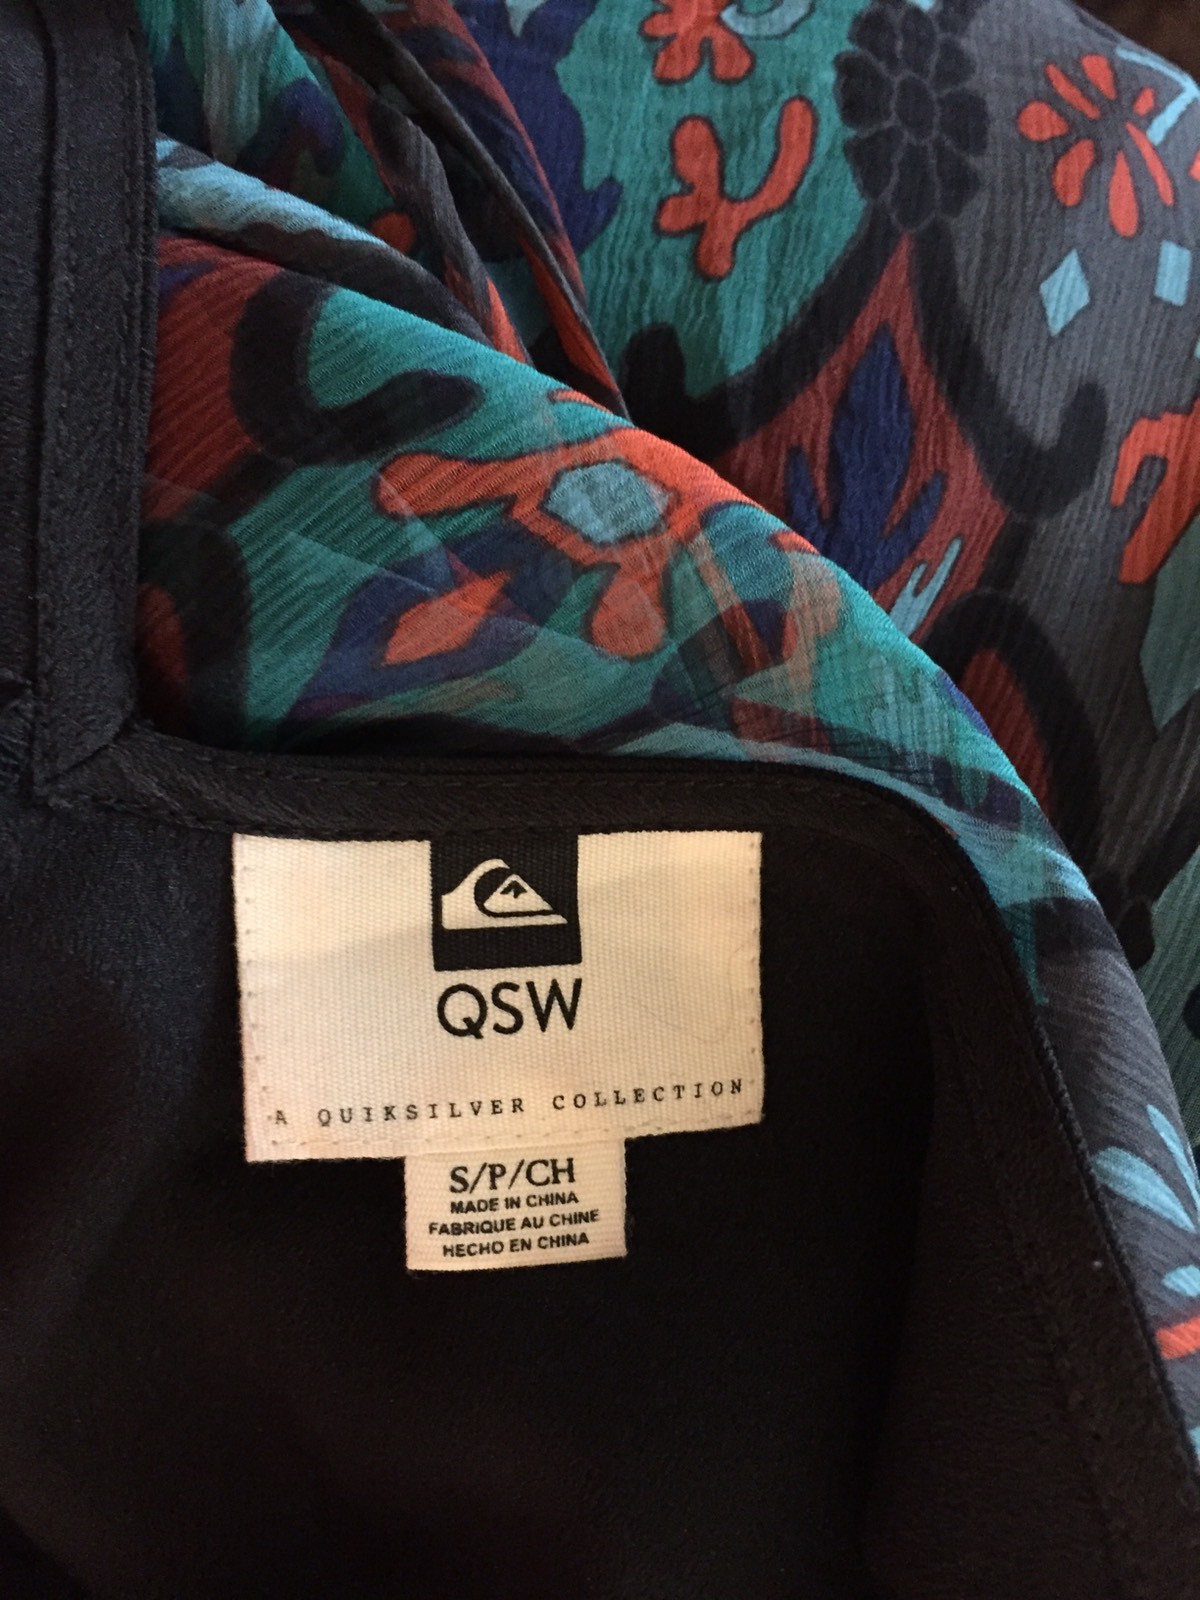 QSW
A QUIKSILVER COLLECTION
S/P/CH
MADE IN CHINA
FABRIQUE AU CHINE
HECHO EN CHINA